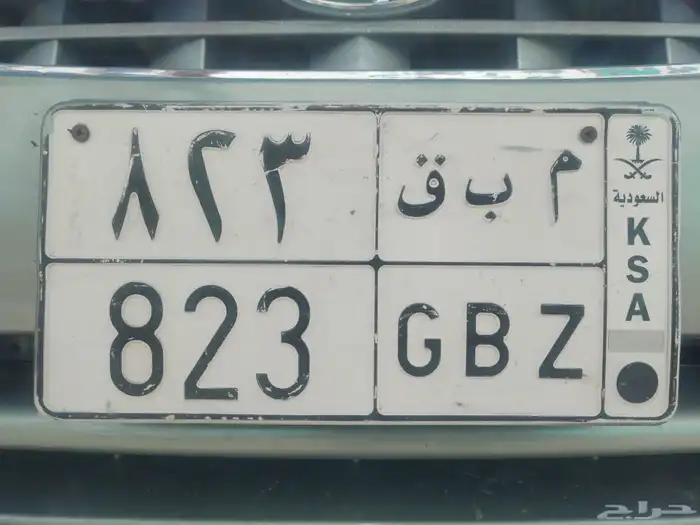 ٨٢٣ م ب ق
823 GBZ
السعودية
K
S
A
حراج